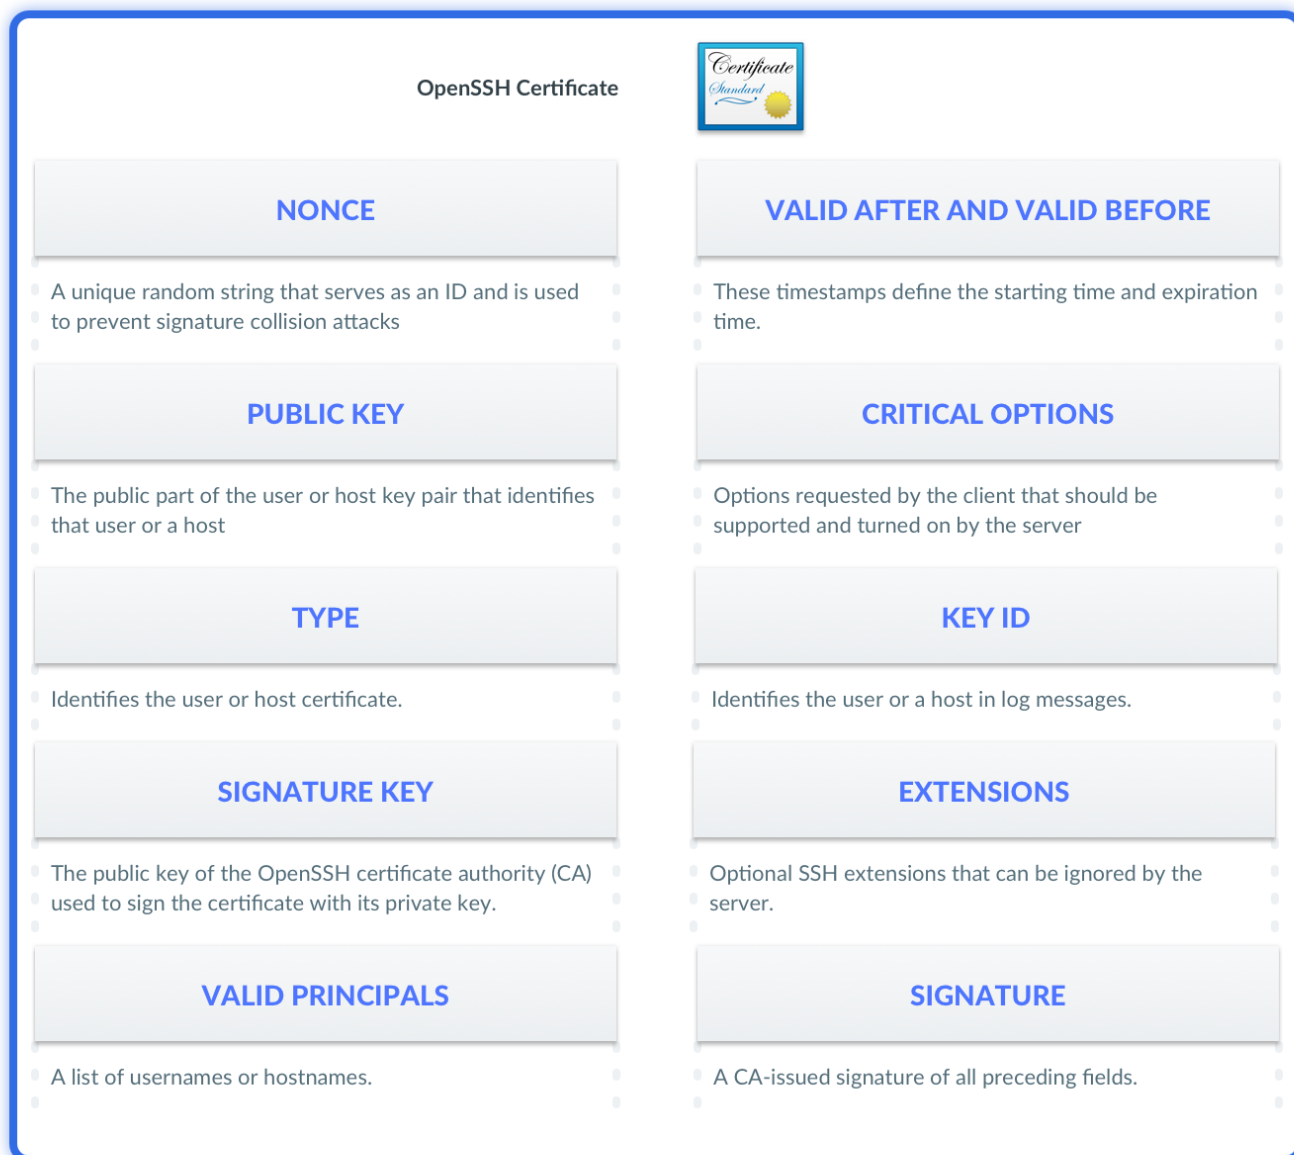 OpenSSH Certificate
Certificate
Standard
NONCE
A unique random string that serves as an ID and is used
to prevent signature collision attacks
PUBLIC KEY
The public part of the user or host key pair that identifies
that user or a host
TYPE
Identifies the user or host certificate.
SIGNATURE KEY
The public key of the OpenSSH certificate authority (CA)
used to sign the certificate with its private key.
VALID PRINCIPALS
A list of usernames or hostnames.
VALID AFTER AND VALID BEFORE
These timestamps define the starting time and expiration
time.
CRITICAL OPTIONS
Options requested by the client that should be
supported and turned on by the server
KEY ID
Identifies the user or a host in log messages.
EXTENSIONS
Optional SSH extensions that can be ignored by the
server.
SIGNATURE
A CA-issued signature of all preceding fields.